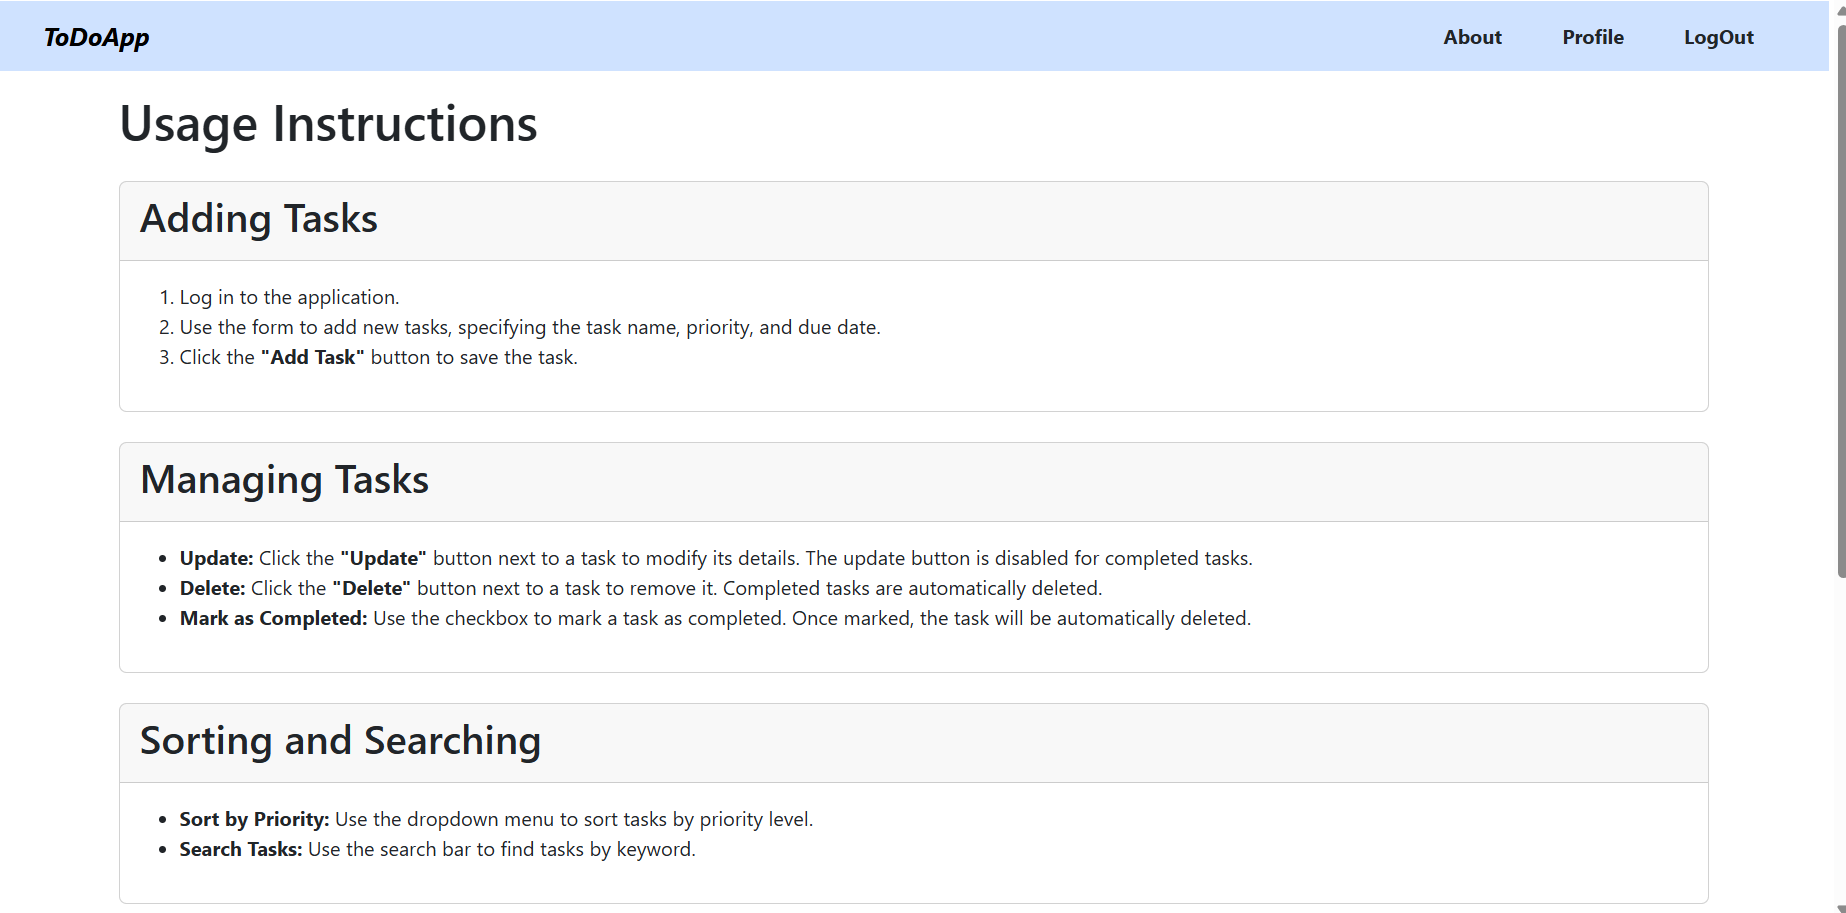 ToDoApp About Profile LogOut
Usage Instructions
Adding Tasks
1. Log in to the application.
2. Use the form to add new tasks, specifying the task name, priority, and due date.
3. Click the "Add Task" button to save the task.
Managing Tasks
• Update: Click the "Update" button next to a task to modify its details. The update button is disabled for completed tasks.
• Delete: Click the "Delete" button next to a task to remove it. Completed tasks are automatically deleted.
• Mark as Completed: Use the checkbox to mark a task as completed. Once marked, the task will be automatically deleted.
Sorting and Searching
• Sort by Priority: Use the dropdown menu to sort tasks by priority level.
• Search Tasks: Use the search bar to find tasks by keyword.